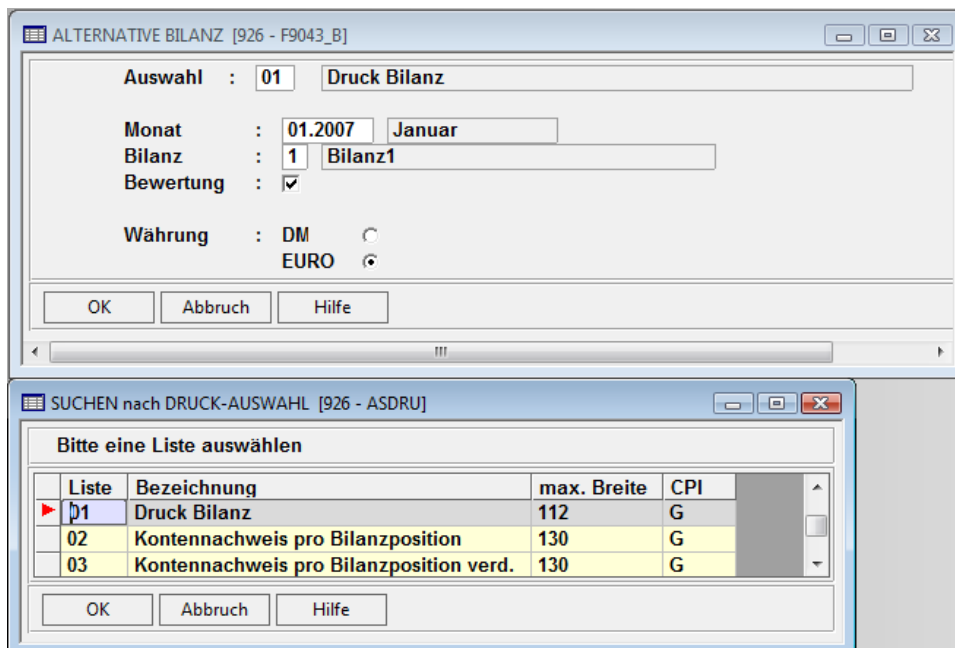 ALTERNATIVE BILANZ [926 - F9043_B]
Auswahl : 01 Druck Bilanz
Monat : 01.2007 Januar
Bilanz : 1 Bilanz1
Bewertung :
Währung : DM
EURO
OK Abbruch Hilfe
SUCHEN nach DRUCK-AUSWAHL [926 - ASDRU]
Bitte eine Liste auswählen
Liste Bezeichnung max. Breite CPI
01 Druck Bilanz 112 G
02 Kontennachweis pro Bilanzposition 130 G
03 Kontennachweis pro Bilanzposition verd. 130 G
OK Abbruch Hilfe